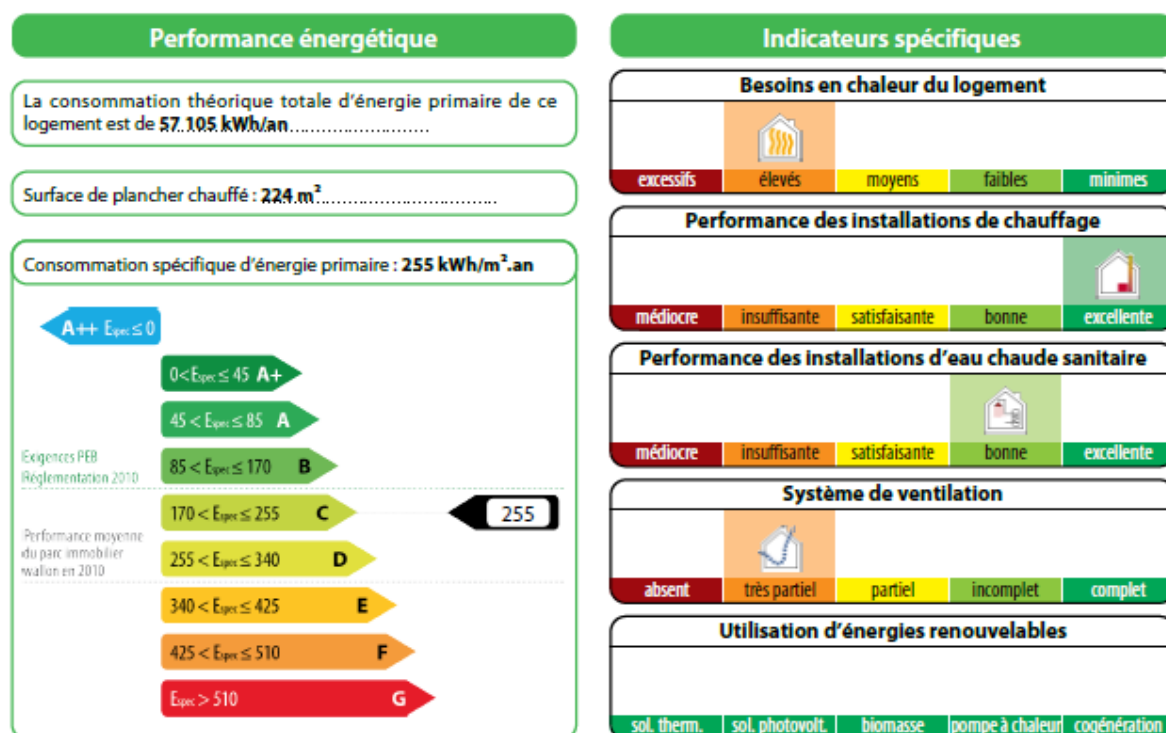 Performance énergétique
La consommation théorique totale d'énergie primaire de ce
logement est de 57 105 kWh/an
Surface de plancher chauffé : 224 m²
Consommation spécifique d'énergie primaire : 255 kWh/m².an
A++ Espec ≤ 0
0 < Espec ≤ 45 A+
45 < Espec ≤ 85 A
Exigences PEB
Réglementation 2010
85 < Espec ≤ 170 B
170 < Espec ≤ 255 C
255
Performance moyenne
du parc immobilier
wallon en 2010
255 < Espec ≤ 340 D
340 < Espec ≤ 425 E
425 < Espec ≤ 510 F
Espec > 510 G
Indicateurs spécifiques
Besoins en chaleur du logement
excessifs élevés moyens faibles minimes
Performance des installations de chauffage
médiocre insuffisante satisfaisante bonne excellente
Performance des installations d'eau chaude sanitaire
médiocre insuffisante satisfaisante bonne excellente
Système de ventilation
absent très partiel partiel incomplet complet
Utilisation d'énergies renouvelables
sol. therm. sol. photovolt. biomasse pompe à chaleur cogénération